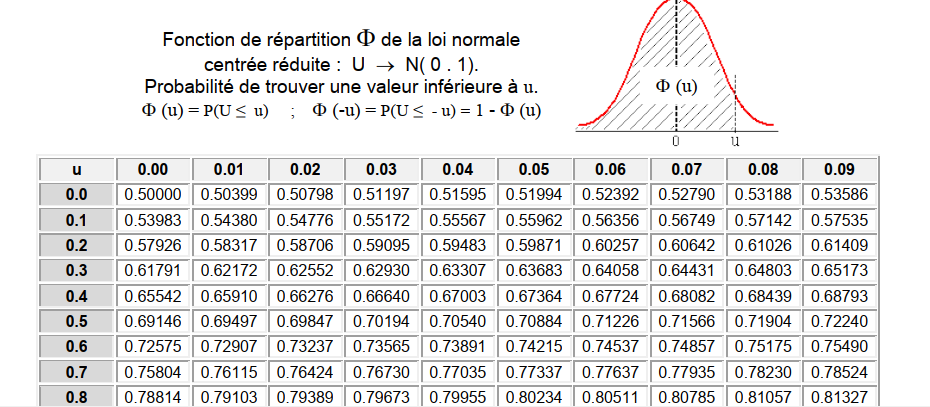 Fonction de répartition Φ de la loi normale
centrée réduite : U → N( 0 . 1).
Probabilité de trouver une valeur inférieure à u.
Φ (u) = P(U ≤ u) ; Φ (-u) = P(U ≤ - u) = 1 - Φ (u)
Φ (u)
0 u
u 0.00 0.01 0.02 0.03 0.04 0.05 0.06 0.07 0.08 0.09
0.0 0.50000 0.50399 0.50798 0.51197 0.51595 0.51994 0.52392 0.52790 0.53188 0.53586
0.1 0.53983 0.54380 0.54776 0.55172 0.55567 0.55962 0.56356 0.56749 0.57142 0.57535
0.2 0.57926 0.58317 0.58706 0.59095 0.59483 0.59871 0.60257 0.60642 0.61026 0.61409
0.3 0.61791 0.62172 0.62552 0.62930 0.63307 0.63683 0.64058 0.64431 0.64803 0.65173
0.4 0.65542 0.65910 0.66276 0.66640 0.67003 0.67364 0.67724 0.68082 0.68439 0.68793
0.5 0.69146 0.69497 0.69847 0.70194 0.70540 0.70884 0.71226 0.71566 0.71904 0.72240
0.6 0.72575 0.72907 0.73237 0.73565 0.73891 0.74215 0.74537 0.74857 0.75175 0.75490
0.7 0.75804 0.76115 0.76424 0.76730 0.77035 0.77337 0.77637 0.77935 0.78230 0.78524
0.8 0.78814 0.79103 0.79389 0.79673 0.79955 0.80234 0.80511 0.80785 0.81057 0.81327